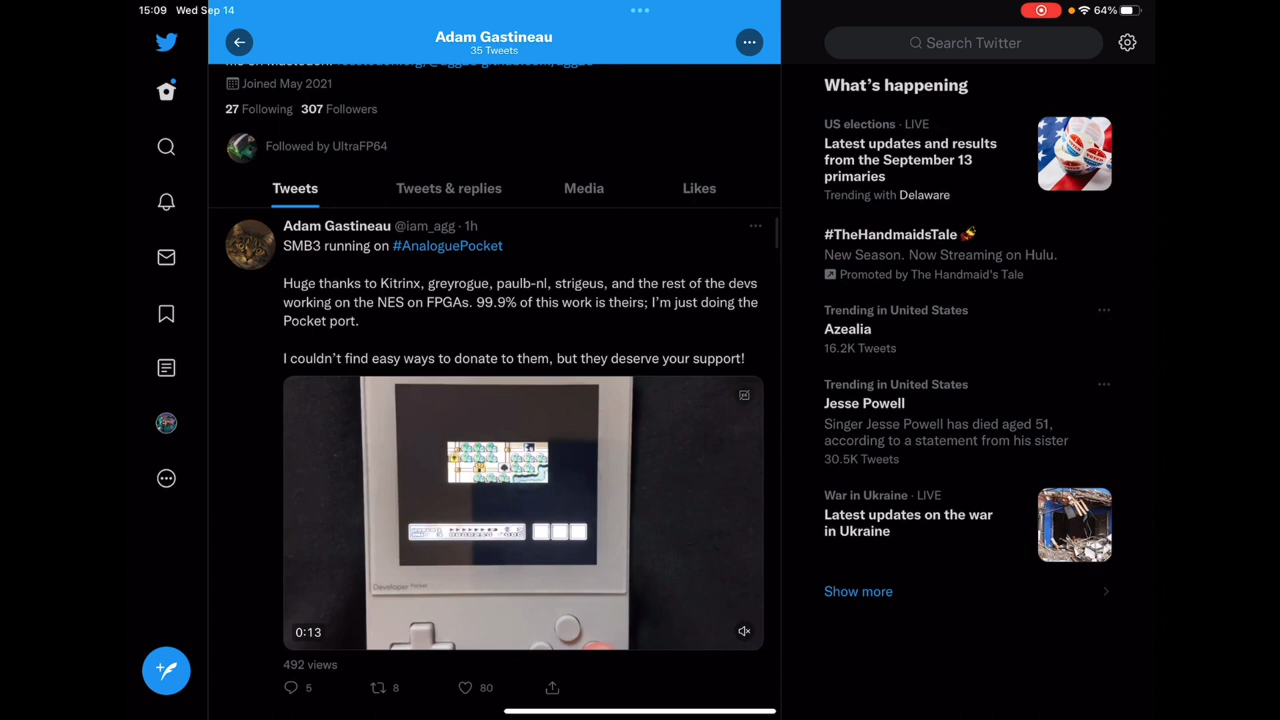 15:09 Wed Sep 14
64%
Adam Gastineau
35 Tweets
Search Twitter
Joined May 2021
27 Following 307 Followers
Followed by UltraFP64
Tweets
Tweets & replies
Media
Likes
Adam Gastineau @iam_agg · 1h
SMB3 running on #AnaloguePocket
Huge thanks to Kitrinx, greyrogue, paulb-nl, strigeus, and the rest of the devs
working on the NES on FPGAs. 99.9% of this work is theirs; I'm just doing the
Pocket port.
I couldn't find easy ways to donate to them, but they deserve your support!
Developer Pocket
0:13
492 views
5
8
80
What's happening
US elections · LIVE
Latest updates and results
from the September 13
primaries
Trending with Delaware
#TheHandmaidsTale
New Season. Now Streaming on Hulu.
Promoted by The Handmaid's Tale
Trending in United States
Azealia
16.2K Tweets
Trending in United States
Jesse Powell
Singer Jesse Powell has died aged 51,
according to a statement from his sister
30.5K Tweets
War in Ukraine · LIVE
Latest updates on the war
in Ukraine
Show more